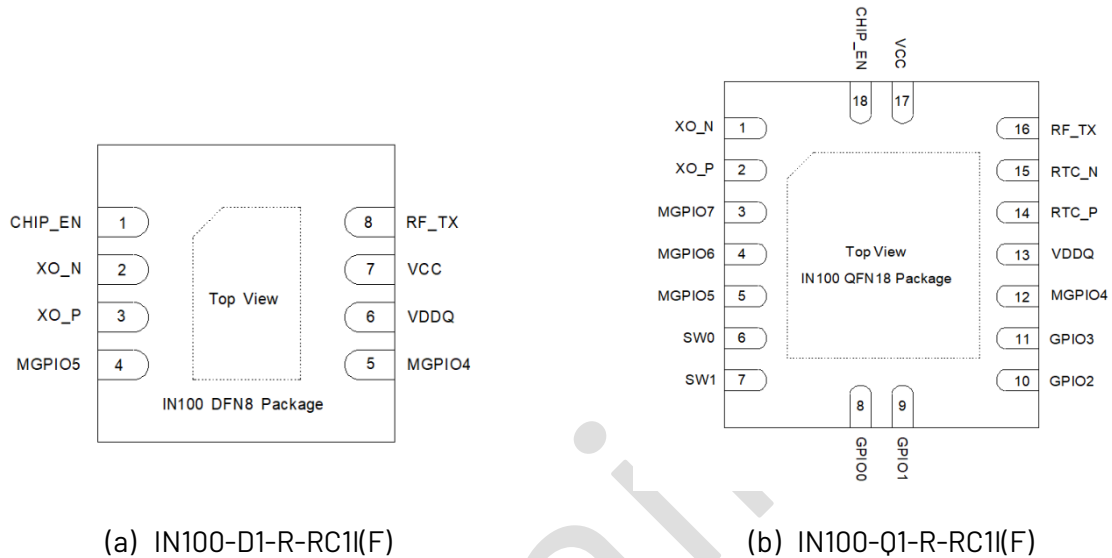 CHIP_EN 1
XO_N 2
XO_P 3
MGPIO5 4
8 RF_TX
7 VCC
6 VDDQ
5 MGPIO4
Top View
IN100 DFN8 Package
(a) IN100-D1-R-RC1I(F)
CHIP_EN
VCC
18 17
XO_N 1
XO_P 2
MGPIO7 3
MGPIO6 4
MGPIO5 5
SW0 6
SW1 7
16 RF_TX
15 RTC_N
14 RTC_P
13 VDDQ
12 MGPIO4
11 GPIO3
10 GPIO2
Top View
IN100 QFN18 Package
8 9
GPIO0
GPIO1
(b) IN100-Q1-R-RC1I(F)